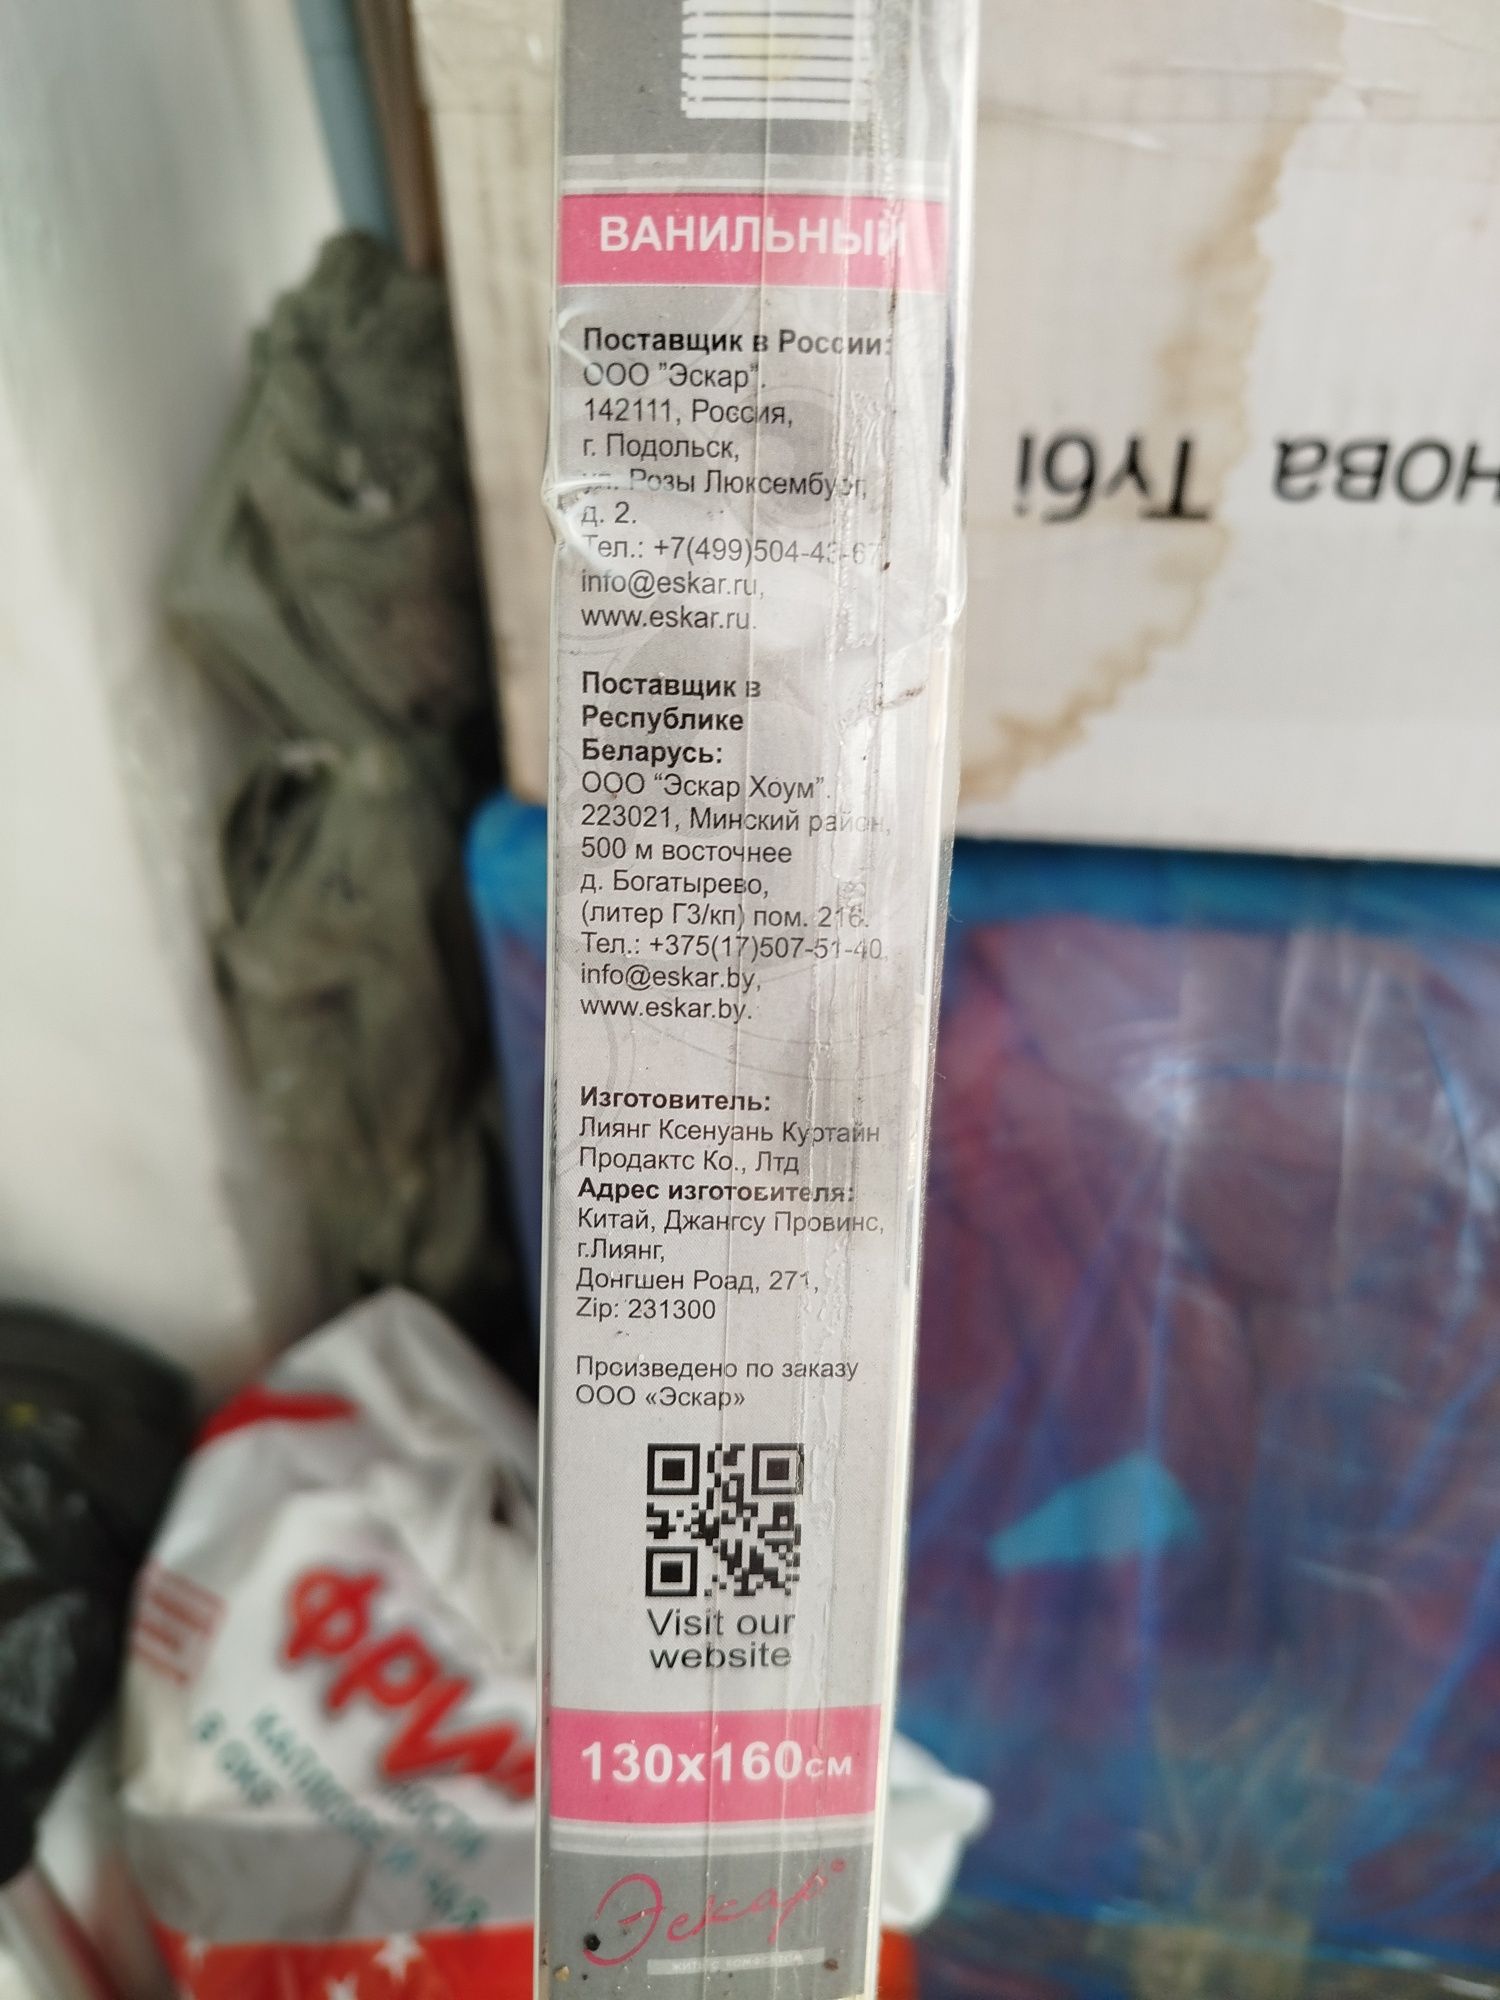 ВАНИЛЬНЫЙ
Поставщик в России:
ООО "Эскар".
142111, Россия,
г. Подольск,
ул. Розы Люксембург,
д. 2.
Тел.: +7(499)504-43-67,
info@eskar.ru,
www.eskar.ru.
Поставщик в
Республике
Беларусь:
ООО “Эскар Хоум”.
223021, Минский район,
500 м восточнее
д. Богатырево,
(литер Г3/кп) пом. 216.
Тел.: +375(17)507-51-40,
info@eskar.by,
www.eskar.by.
Изготовитель:
Лиянг Ксенуань Куртайн
Продактс Ко., Лтд
Адрес изготовителя:
Китай, Джангсу Провинс,
г.Лиянг,
Донгшен Роад, 271,
Zip: 231300
Произведено по заказу
ООО «Эскар»
Visit our
website
130x160см
Эскар
жить с комфортом
нова Тубі